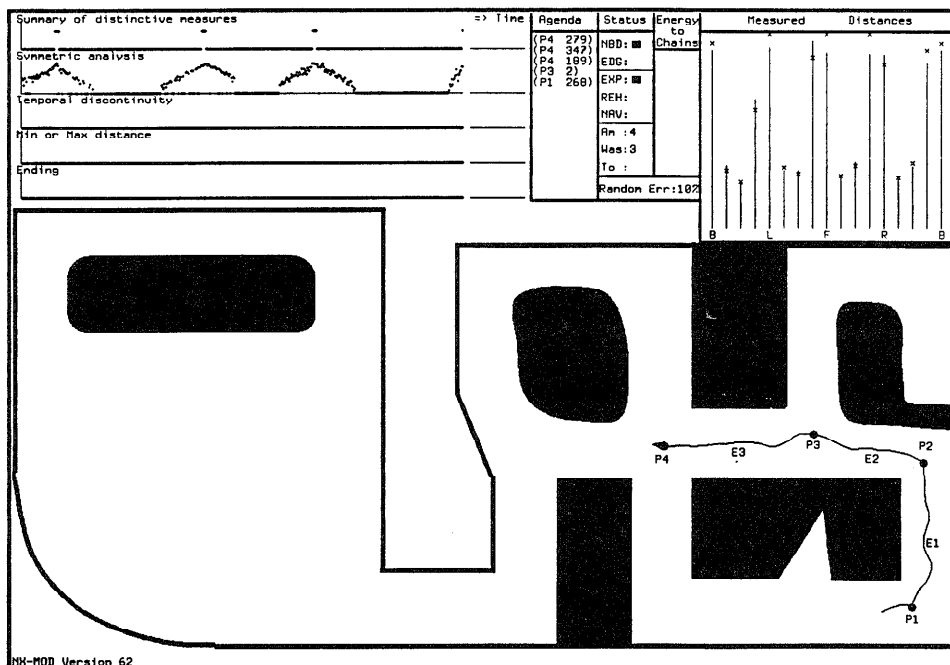 Summary of distinctive measures
=> Time
Symmetric analysis
Temporal discontinuity
Min or Max distance
Ending
Agenda
(P4 279)
(P4 347)
(P4 189)
(P3 2)
(P1 268)
Status
NBD:
EDG:
EXP:
REH:
NAV:
Am :4
Was:3
To :
Random Err:10%
Energy
to
Chains
Measured Distances
B L F R B
P4
E3
P3
E2
P2
E1
P1
NX-MOD Version 62